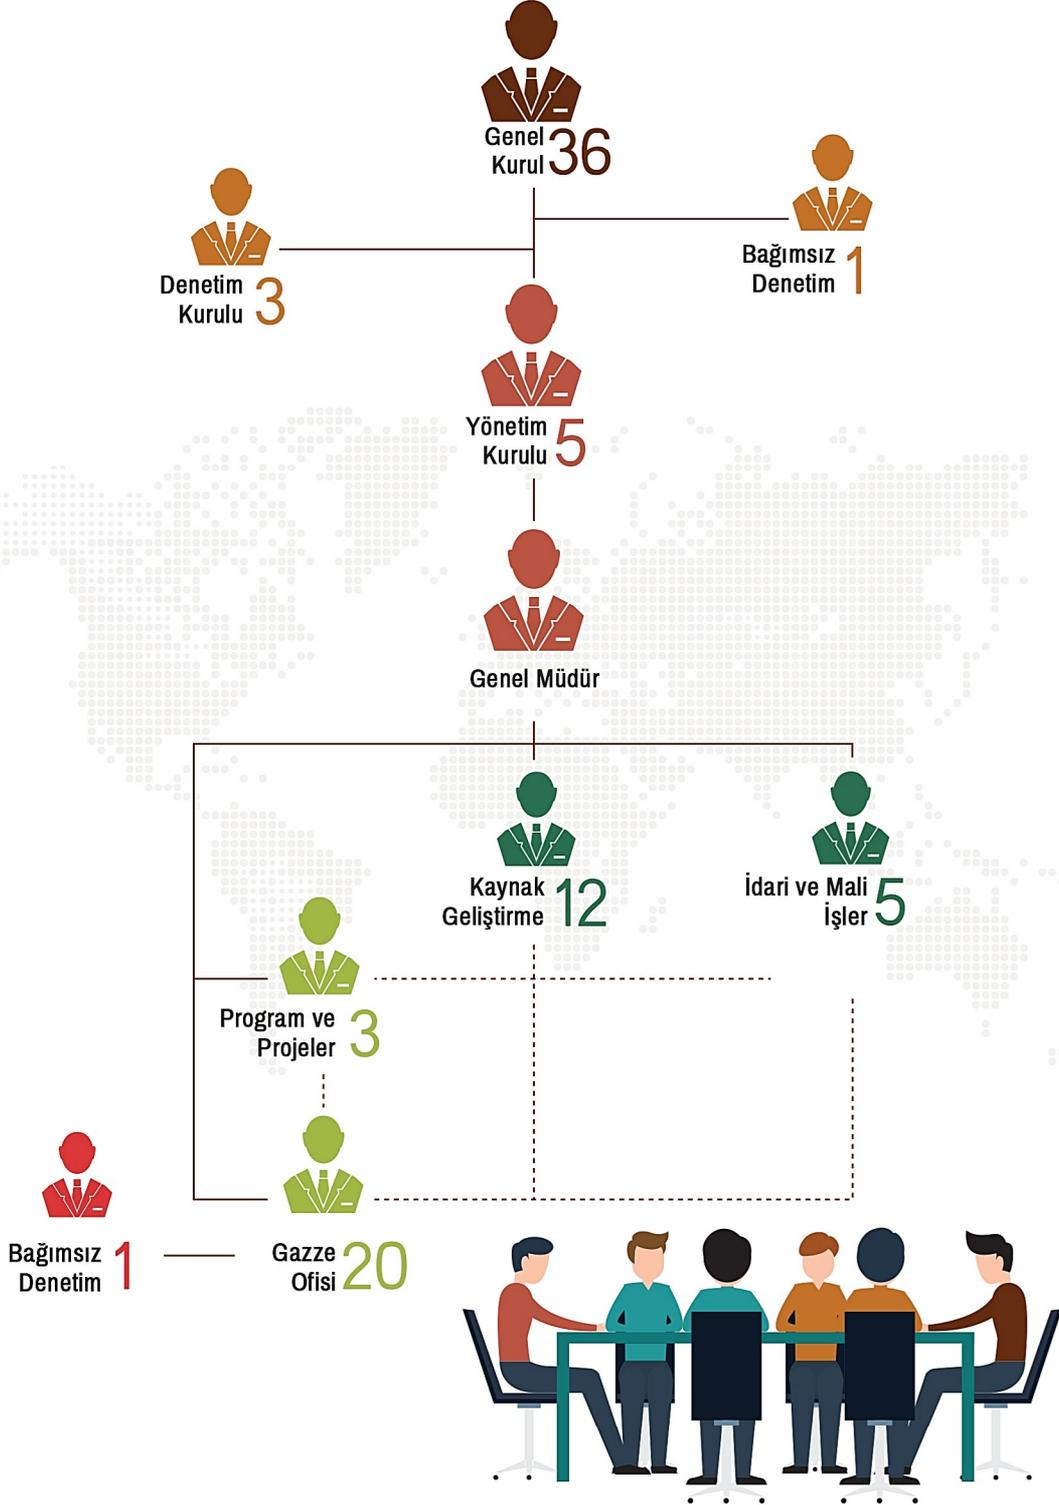 Genel
Kurul 36
Bağımsız
Denetim 1
Denetim
Kurulu 3
Yönetim
Kurulu 5
Genel Müdür
Kaynak
Geliştirme 12
İdari ve Mali
İşler 5
Program ve
Projeler 3
Bağımsız
Denetim 1
Gazze
Ofisi 20